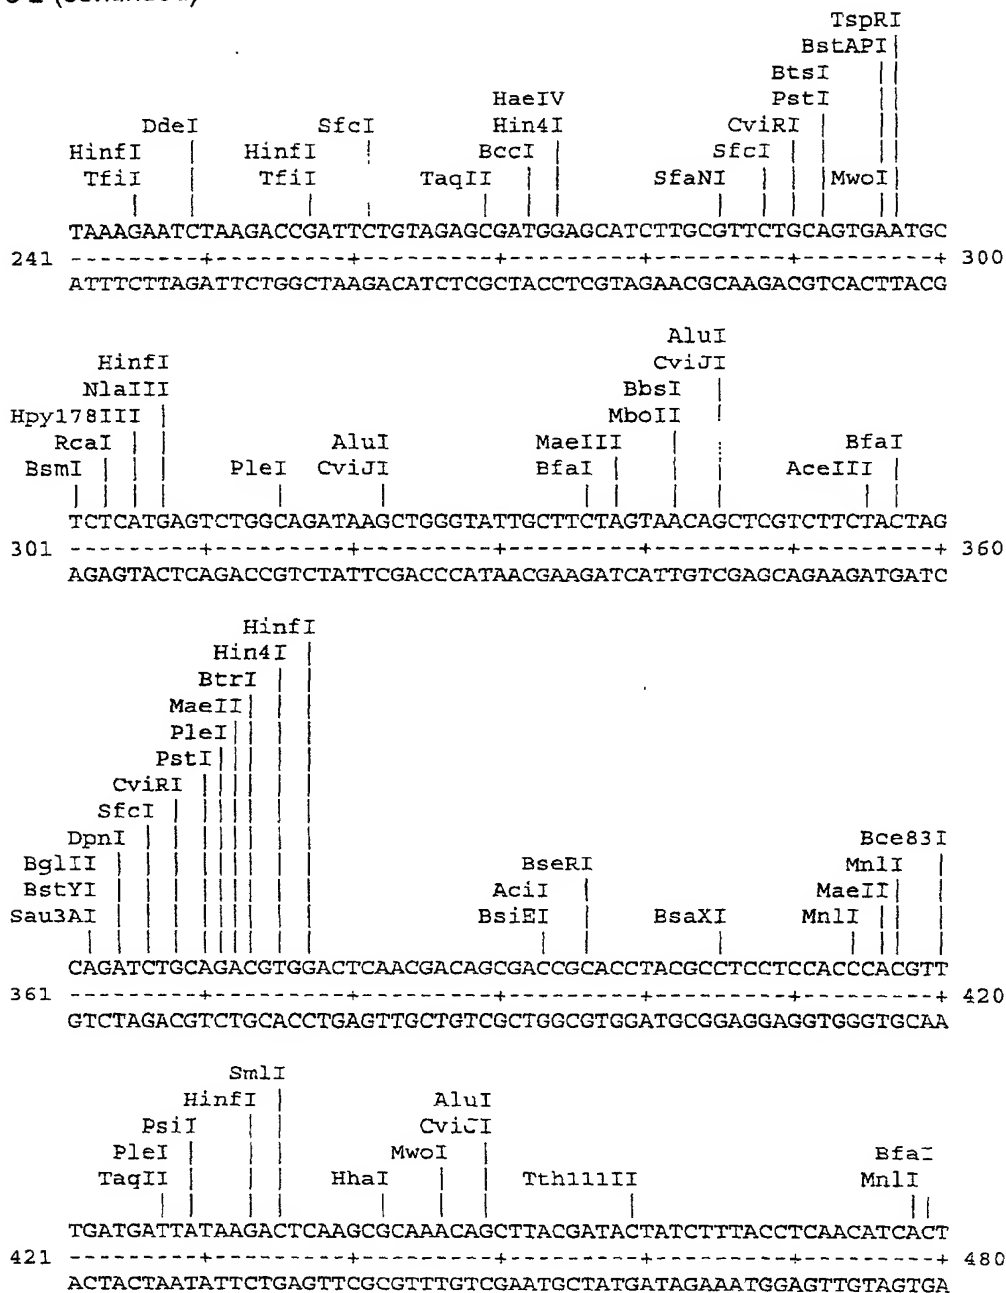 TspRI
BstAPI
BtsI
HaeIV PstI
DdeI SfcI Hin4I CviRI
HinfI HinfI BccI SfcI
TfiI TfiI TaqII SfaNI MwoI
TAAAGAATCTAAGACCGATTCTGTAGAGCGATGGAGCATCTTGCGTTCTGCAGTGAATGC
241 ---------+---------+---------+---------+---------+---------+ 300
ATTTCTTAGATTCTGGCTAAGACATCTCGCTACCTCGTAGAACGCAAGACGTCACTTACG
AluI
HinfI CviJI
NlaIII BbsI
Hpy178III MboII
RcaI AluI MaeIII BfaI
BsmI PleI CviJI BfaI AceIII
TCTCATGAGTCTGGCAGATAAGCTGGGTATTGCTTCTAGTAACAGCTCGTCTTCTACTAG
301 ---------+---------+---------+---------+---------+---------+ 360
AGAGTACTCAGACCGTCTATTCGACCCATAACGAAGATCATTGTCGAGCAGAAGATGATC
HinfI
Hin4I
BtrI
MaeII
PleI
PstI
CviRI
SfcI
DpnI Bce83I
BglII BseRI MnlI
BstYI AciI MaeII
Sau3AI BsiEI BsaXI MnlI
CAGATCTGCAGACGTGGACTCAACGACAGCGACCGCACCTACGCCTCCTCCACCCACGTT
361 ---------+---------+---------+---------+---------+---------+ 420
GTCTAGACGTCTGCACCTGAGTTGCTGTCGCTGGCGTGGATGCGGAGGAGGTGGGTGCAA
SmlI
HinfI AluI
PsiI CviJI
PleI MwoI BfaI
TaqII HhaI Tth111II MnlI
TGATGATTATAAGACTCAAGCGCAAACAGCTTACGATACTATCTTTACCTCAACATCACT
421 ---------+---------+---------+---------+---------+---------+ 480
ACTACTAATATTCTGAGTTCGCGTTTGTCGAATGCTATGATAGAAATGGAGTTGTAGTGA